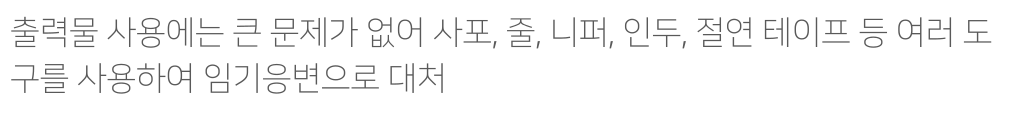 출력물 사용에는 큰 문제가 없어 사포, 줄, 니퍼, 인두, 절연 테이프 등 여러 도
구를 사용하여 임기응변으로 대처